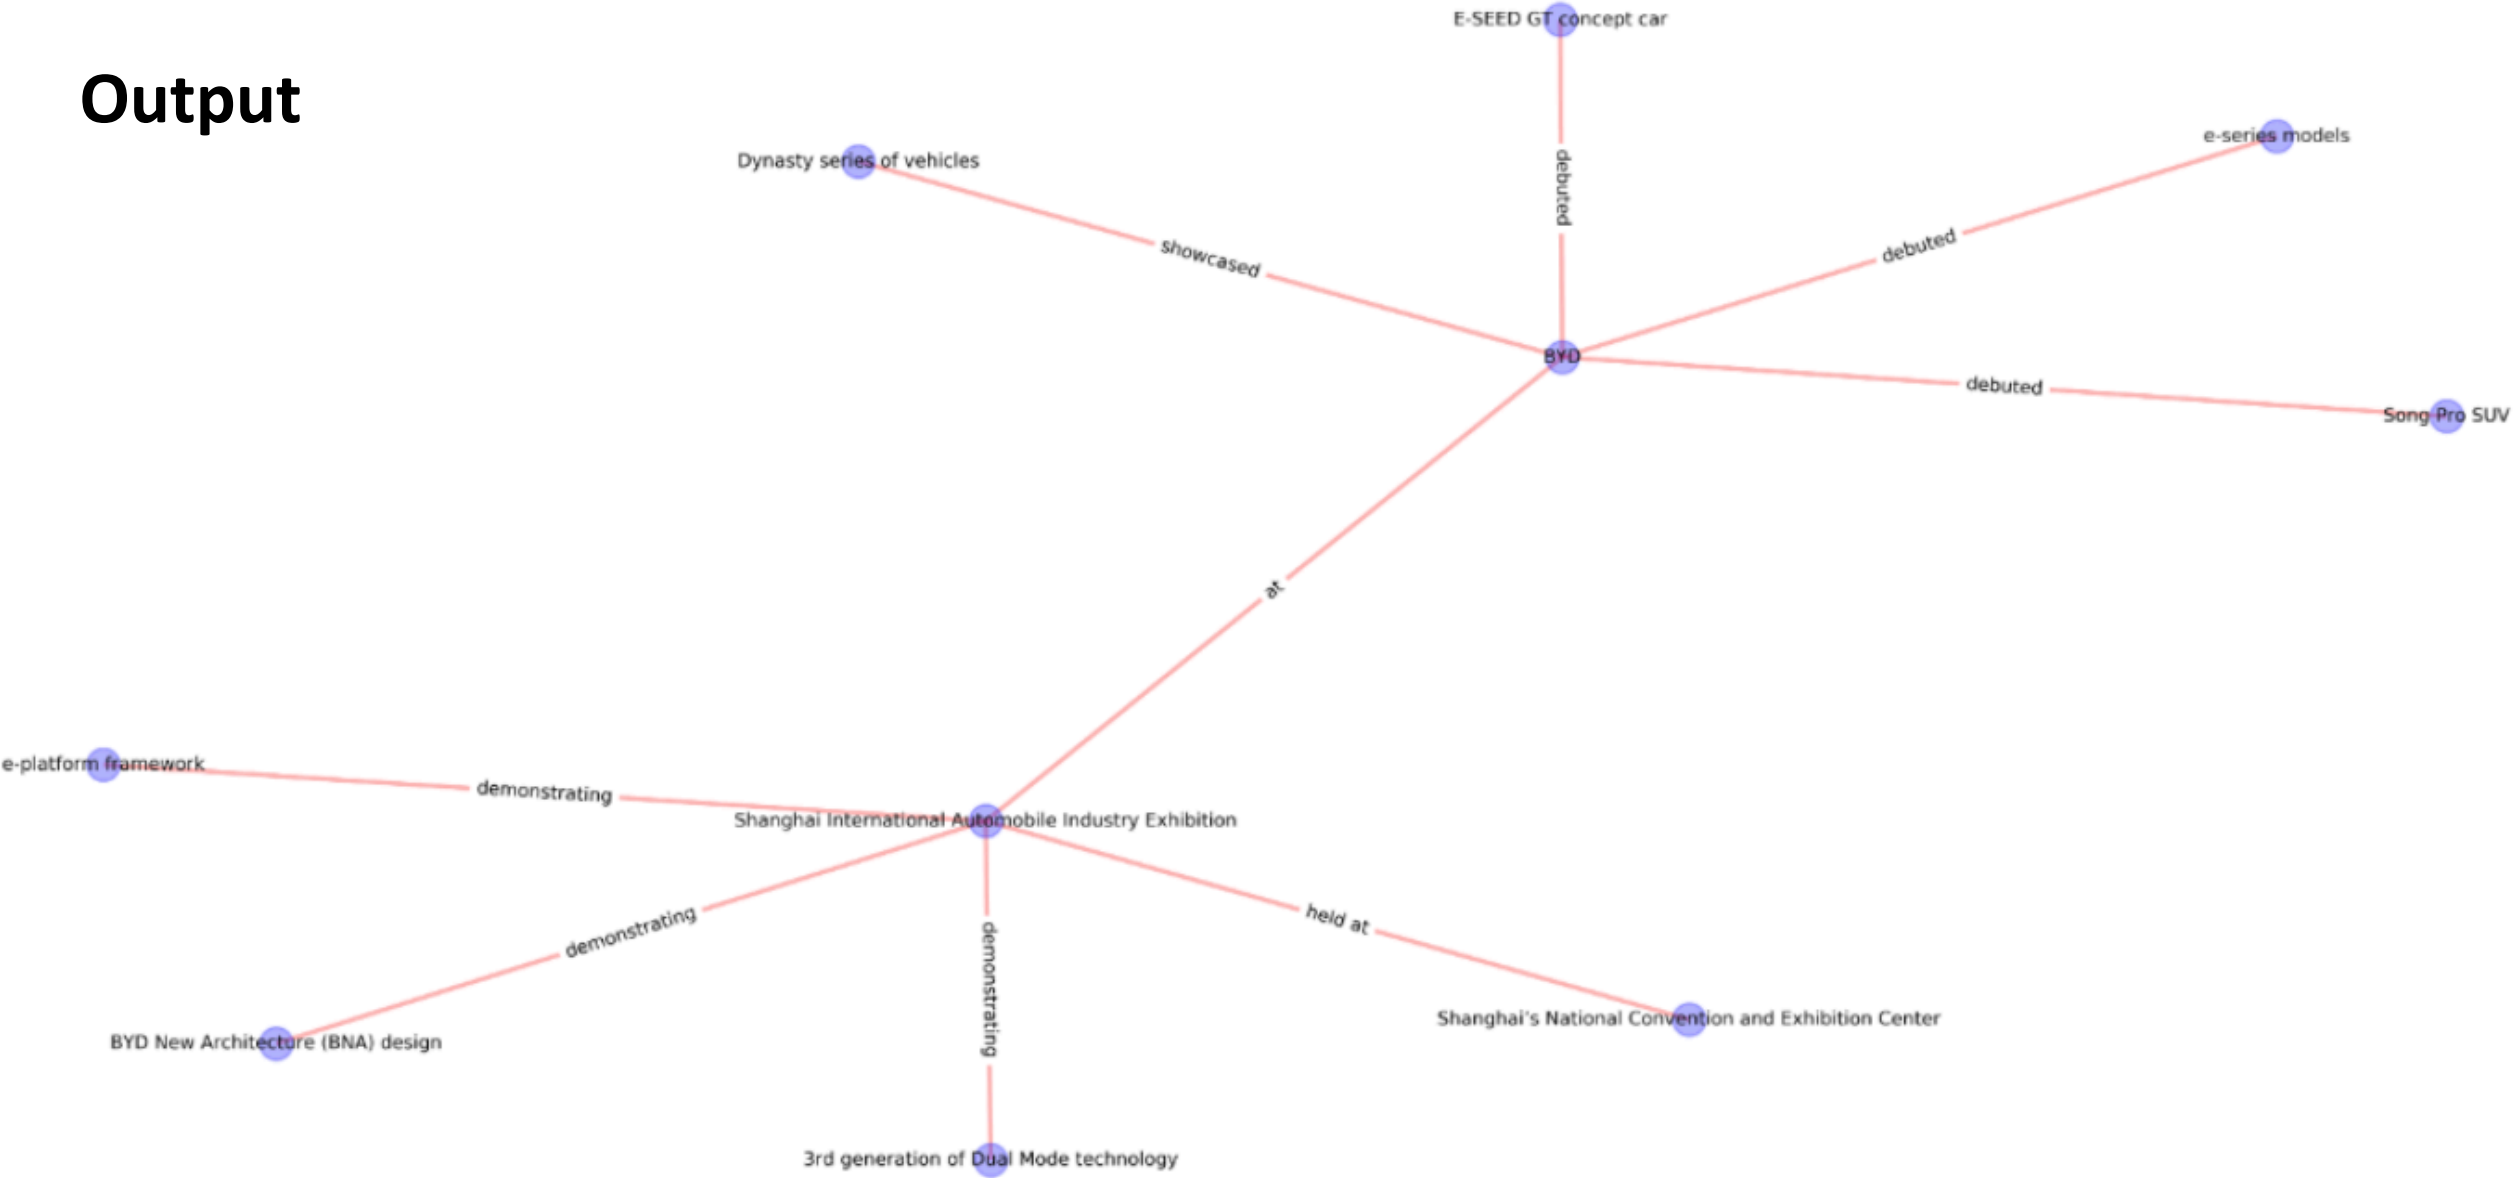 Output
E-SEED GT concept car
e-series models
Dynasty series of vehicles
debuted
showcased
debuted
BYD
debuted
Song Pro SUV
at
e-platform framework
demonstrating
Shanghai International Automobile Industry Exhibition
demonstrating
held at
demonstrating
Shanghai's National Convention and Exhibition Center
BYD New Architecture (BNA) design
3rd generation of Dual Mode technology